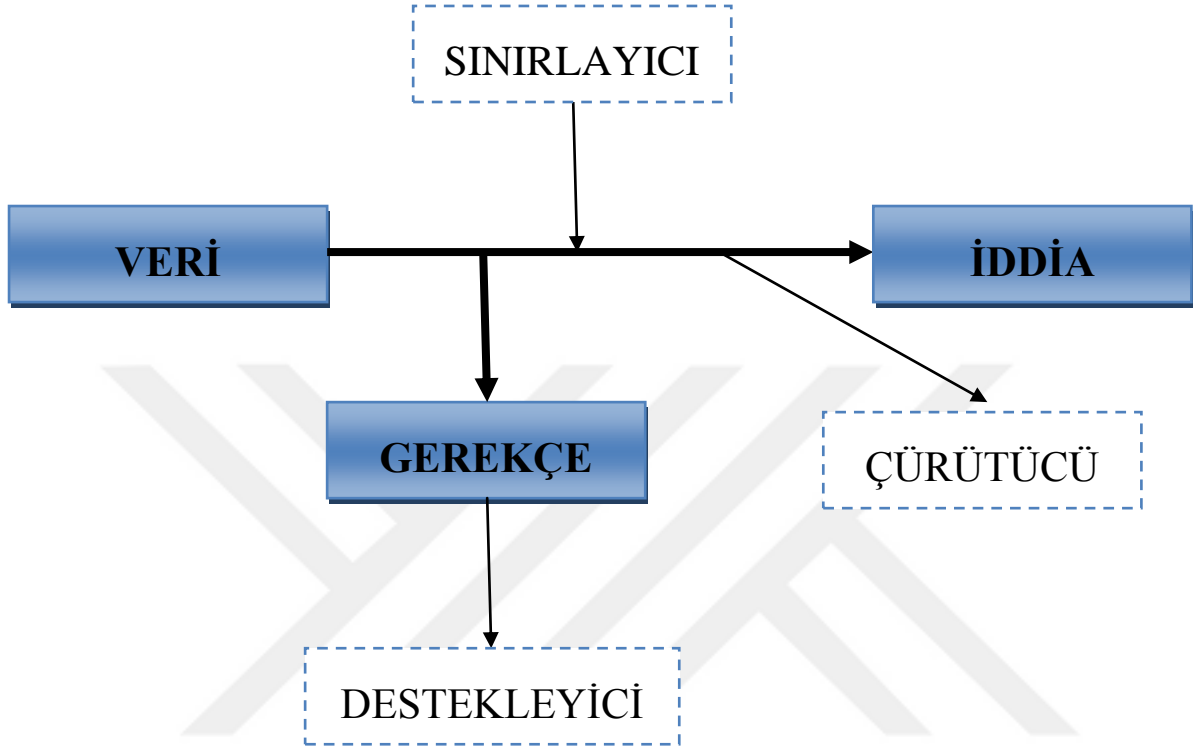 SINIRLAYICI
VERİ
İDDİA
GEREKÇE
ÇÜRÜTÜCÜ
DESTEKLEYİCİ